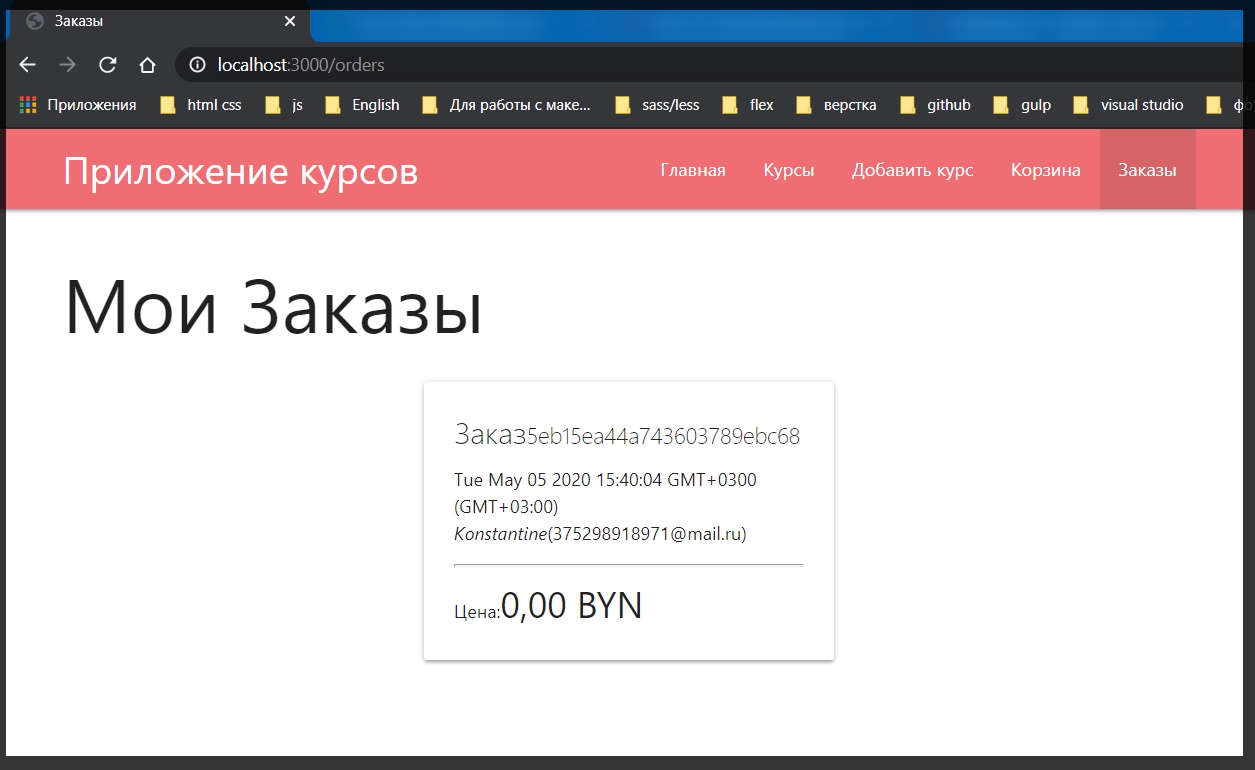 Заказы
localhost:3000/orders
Приложения html css js English Для работы с маке... sass/less flex верстка github gulp visual studio
Приложение курсов Главная Курсы Добавить курс Корзина Заказы
Мои Заказы
Заказ5eb15ea44a743603789ebc68
Tue May 05 2020 15:40:04 GMT+0300
(GMT+03:00)
Konstantine(375298918971@mail.ru)
Цена:0,00 BYN